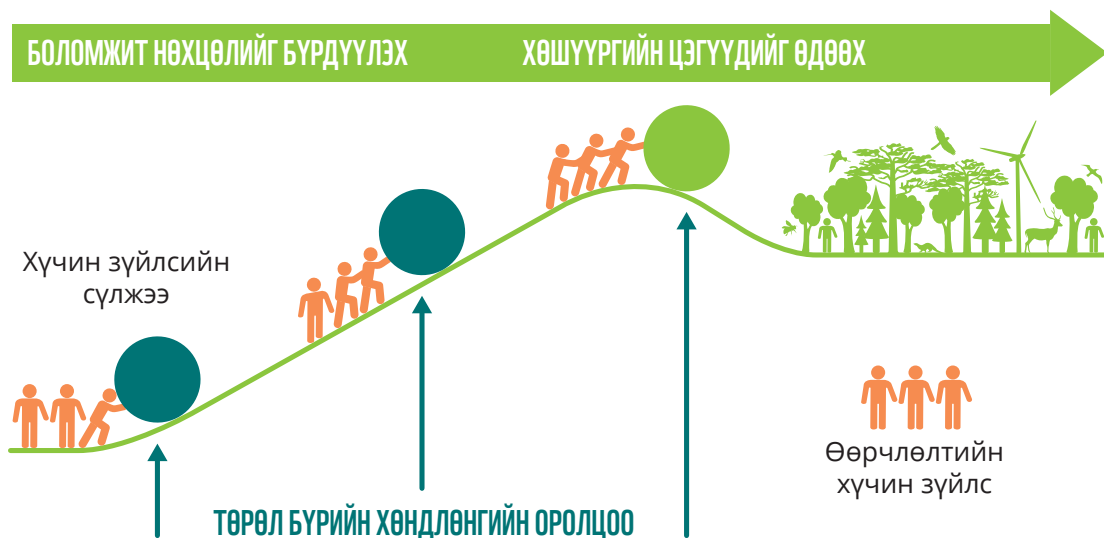 БОЛОМЖИТ НӨХЦӨЛИЙГ БҮРДҮҮЛЭХ
ХӨШҮҮРГИЙН ЦЭГҮҮДИЙГ ӨДӨӨХ
Хүчин зүйлсийн
сүлжээ
Өөрчлөлтийн
хүчин зүйлс
ТӨРӨЛ БҮРИЙН ХӨНДЛӨНГИЙН ОРОЛЦОО